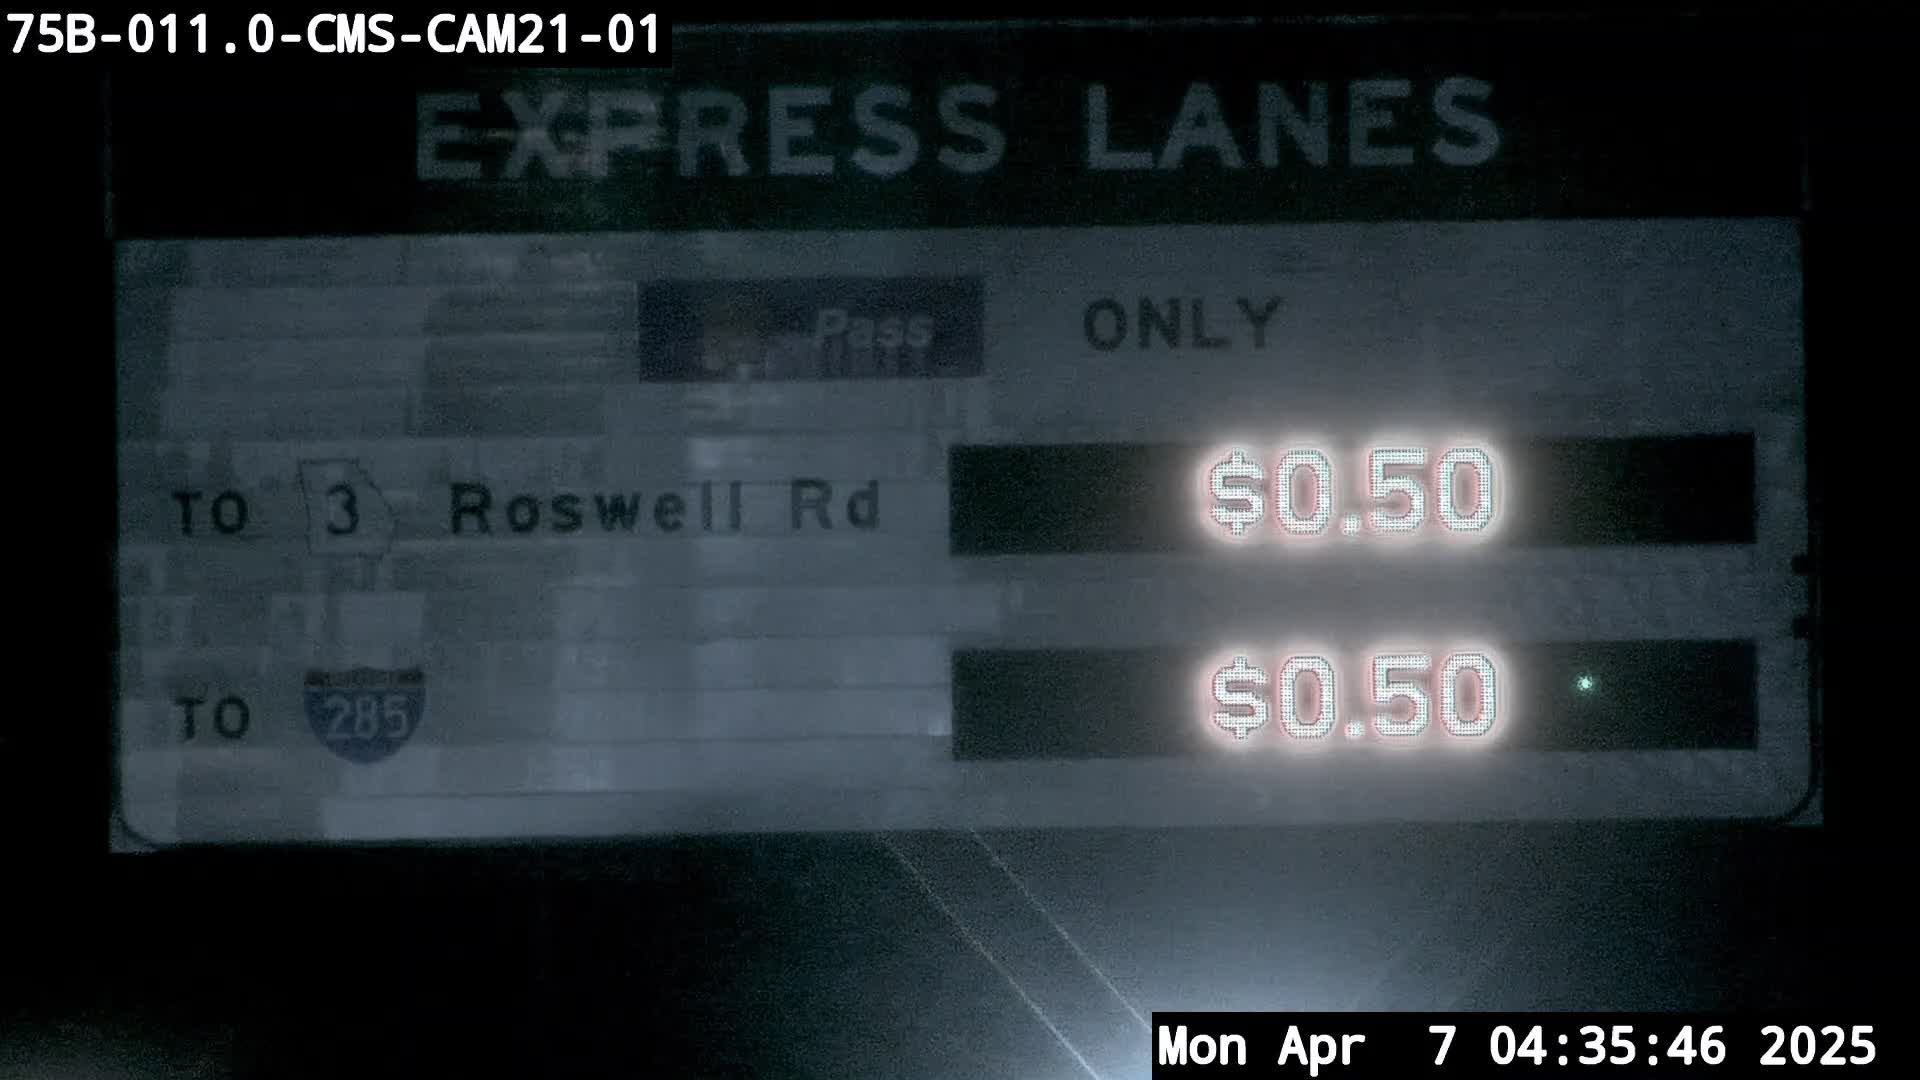 75B-011.0-CMS-CAM21-01
EXPRESS LANES
Pass ONLY
TO 3 Roswell Rd $0.50
TO 285 $0.50
Mon Apr 7 04:35:46 2025